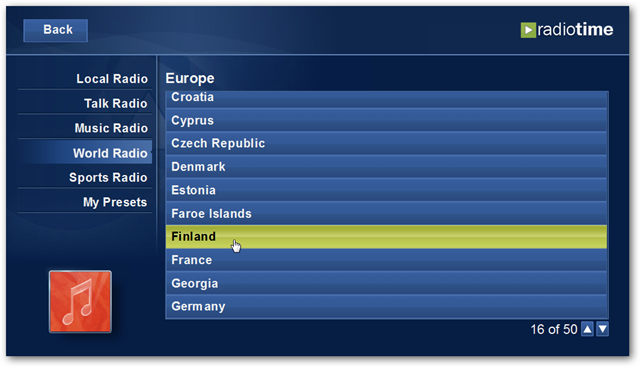 Back
radiotime
Local Radio
Talk Radio
Music Radio
World Radio
Sports Radio
My Presets
Europe
Croatia
Cyprus
Czech Republic
Denmark
Estonia
Faroe Islands
Finland
France
Georgia
Germany
16 of 50